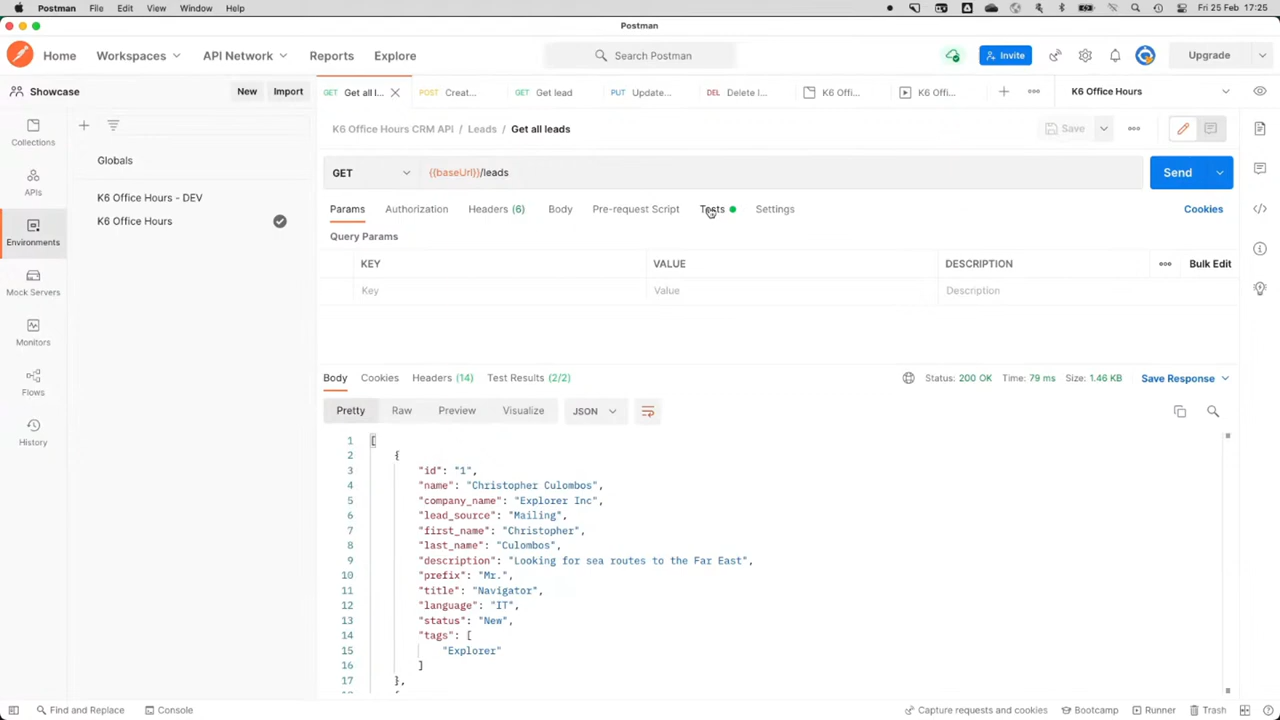 Postman File Edit View Window Help Fri 25 Feb 17:25
Postman
Home Workspaces API Network Reports Explore Search Postman Invite Upgrade
Showcase New Import GET Get all l... POST Creat... GET Get lead PUT Update... DEL Delete l... K6 Offi... K6 Offi... K6 Office Hours
Collections
APIs
Environments
Mock Servers
Monitors
Flows
History
Globals
K6 Office Hours - DEV
K6 Office Hours
K6 Office Hours CRM API / Leads / Get all leads Save
GET {{baseUrl}}/leads Send
Params Authorization Headers (6) Body Pre-request Script Tests Settings Cookies
Query Params
KEY VALUE DESCRIPTION Bulk Edit
Key Value Description
Body Cookies Headers (14) Test Results (2/2) Status: 200 OK Time: 79 ms Size: 1.46 KB Save Response
Pretty Raw Preview Visualize JSON
1 [
2 {
3 "id": "1",
4 "name": "Christopher Culombos",
5 "company_name": "Explorer Inc",
6 "lead_source": "Mailing",
7 "first_name": "Christopher",
8 "last_name": "Culombos",
9 "description": "Looking for sea routes to the Far East",
10 "prefix": "Mr.",
11 "title": "Navigator",
12 "language": "IT",
13 "status": "New",
14 "tags": [
15 "Explorer"
16 ]
17 },
Find and Replace Console Capture requests and cookies Bootcamp Runner Trash